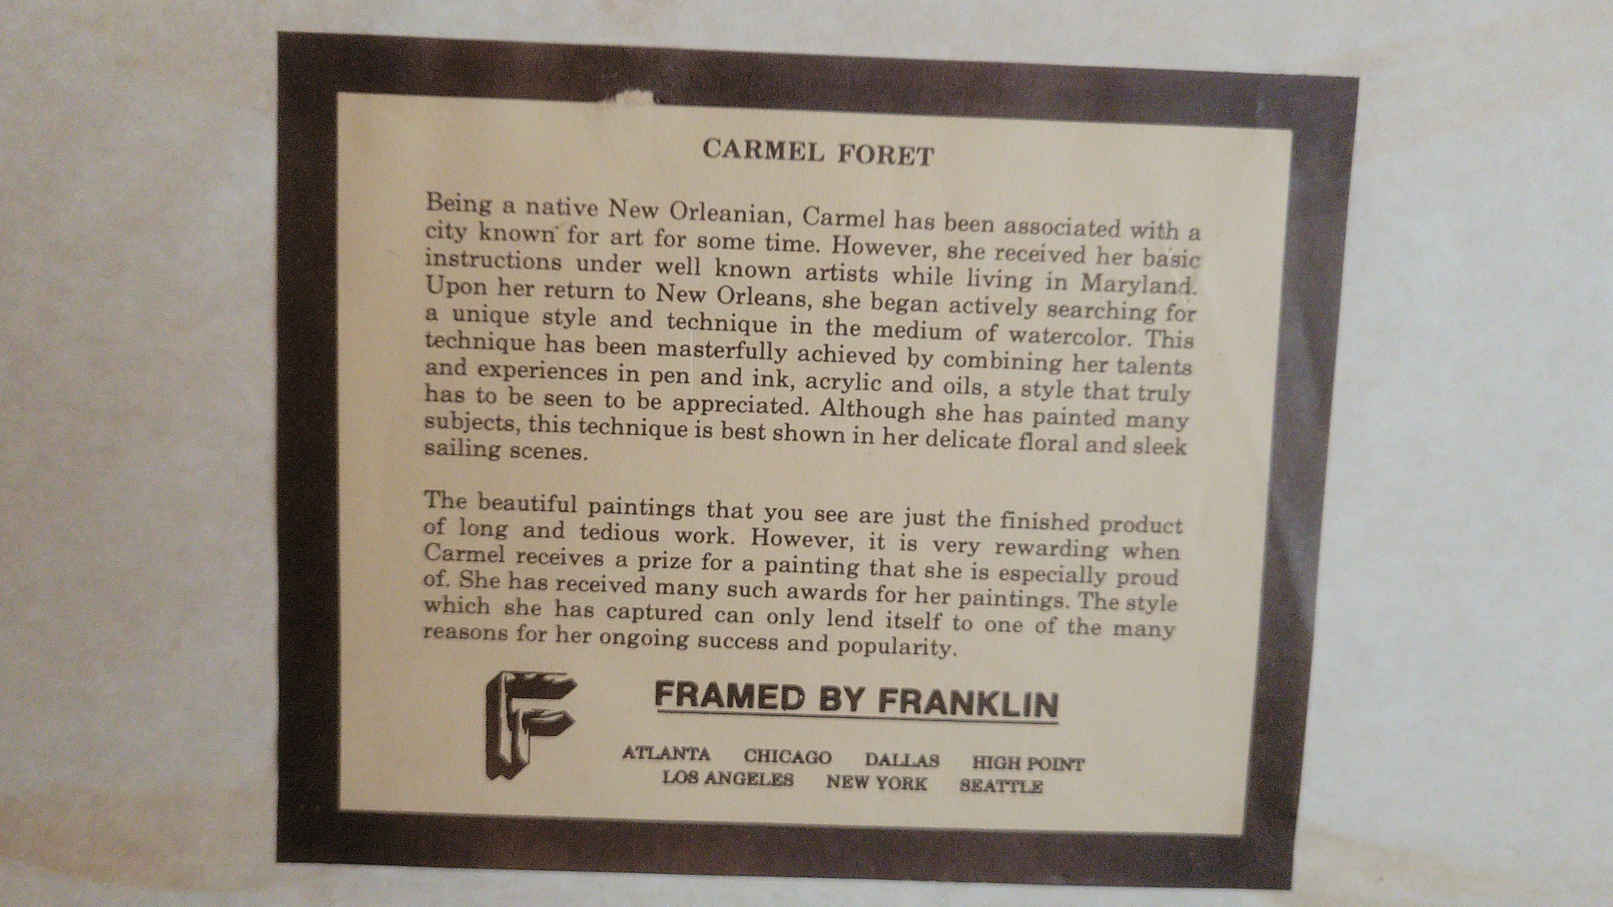 CARMEL FORET
Being a native New Orleanian, Carmel has been associated with a
city known for art for some time. However, she received her basic
instructions under well known artists while living in Maryland.
Upon her return to New Orleans, she began actively searching for
a unique style and technique in the medium of watercolor. This
technique has been masterfully achieved by combining her talents
and experiences in pen and ink, acrylic and oils, a style that truly
has to be seen to be appreciated. Although she has painted many
subjects, this technique is best shown in her delicate floral and sleek
sailing scenes.
The beautiful paintings that you see are just the finished product
of long and tedious work. However, it is very rewarding when
Carmel receives a prize for a painting that she is especially proud
of. She has received many such awards for her paintings. The style
which she has captured can only lend itself to one of the many
reasons for her ongoing success and popularity.
F
FRAMED BY FRANKLIN
ATLANTA CHICAGO DALLAS HIGH POINT
LOS ANGELES NEW YORK SEATTLE